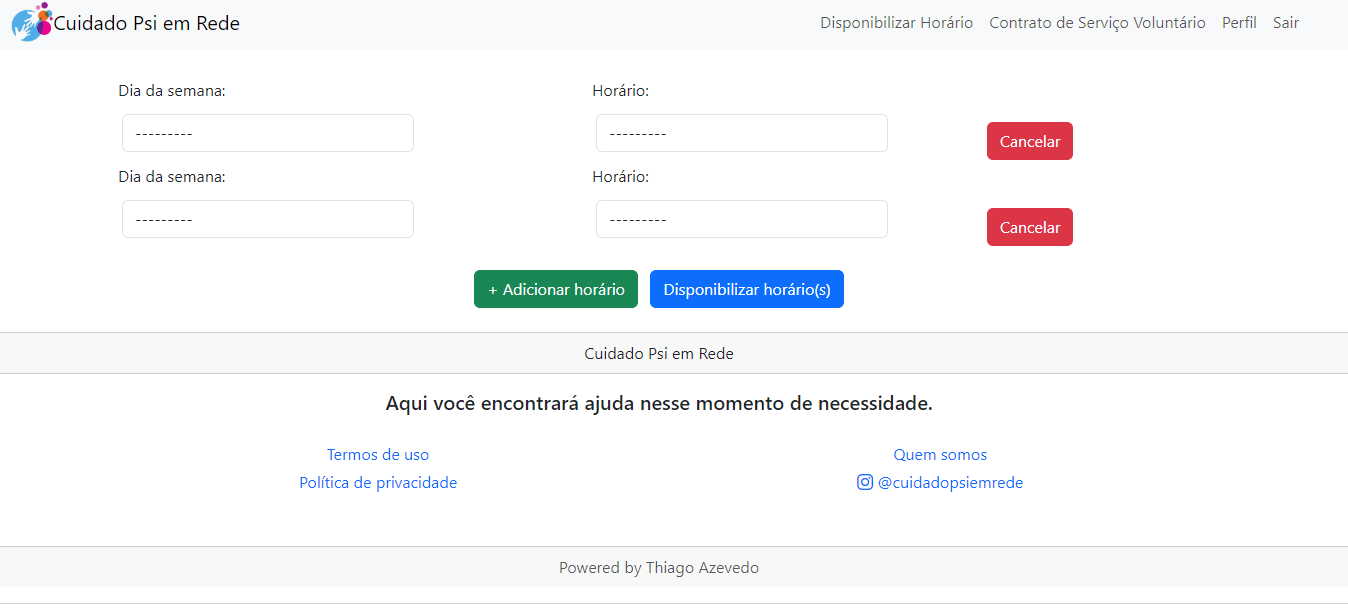 Cuidado Psi em Rede Disponibilizar Horário Contrato de Serviço Voluntário Perfil Sair
Dia da semana: Horário:
--------- ---------
Cancelar
Dia da semana: Horário:
--------- ---------
Cancelar
+ Adicionar horário Disponibilizar horário(s)
Cuidado Psi em Rede
Aqui você encontrará ajuda nesse momento de necessidade.
Termos de uso Quem somos
Política de privacidade @cuidadopsiemrede
Powered by Thiago Azevedo